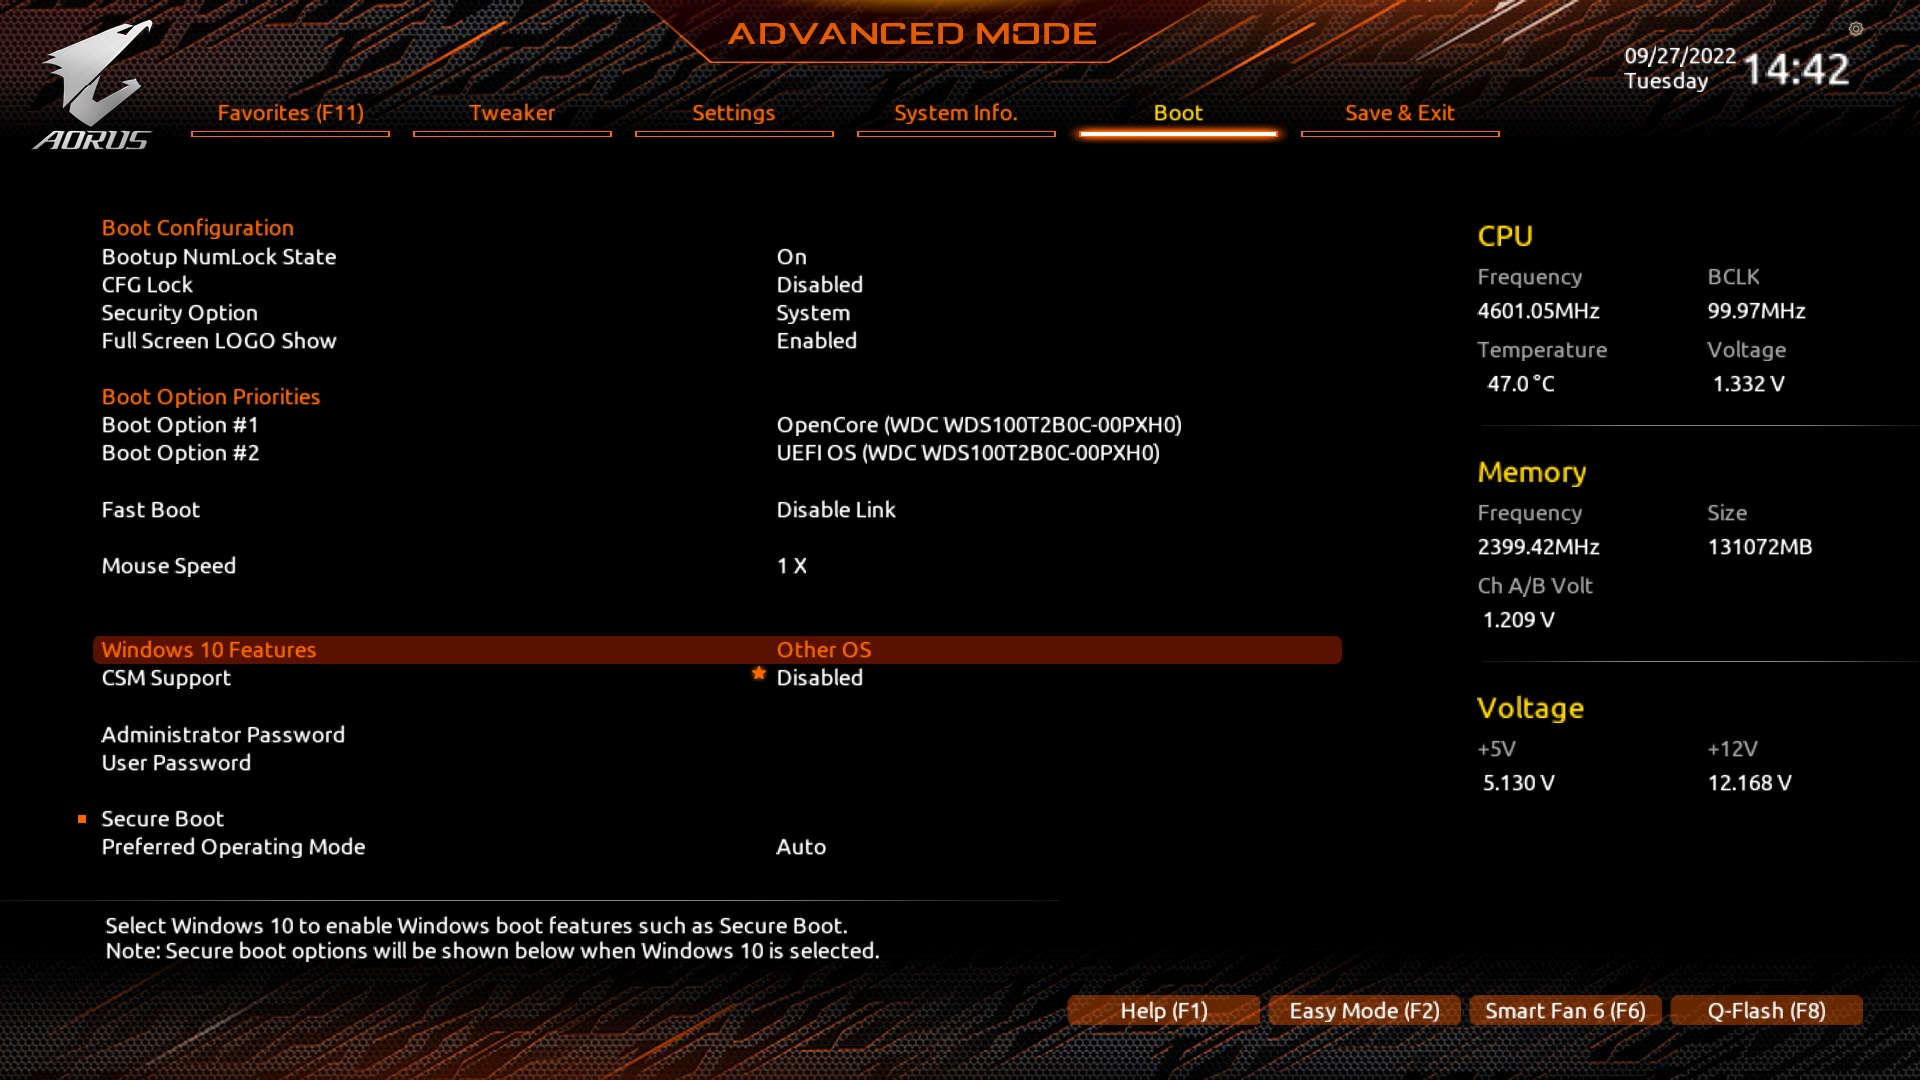 ADVANCED MODE
09/27/2022
Tuesday
14:42
AORUS
Favorites (F11) Tweaker Settings System Info. Boot Save & Exit
Boot Configuration
Bootup NumLock State On
CFG Lock Disabled
Security Option System
Full Screen LOGO Show Enabled
Boot Option Priorities
Boot Option #1 OpenCore (WDC WDS100T2B0C-00PXH0)
Boot Option #2 UEFI OS (WDC WDS100T2B0C-00PXH0)
Fast Boot Disable Link
Mouse Speed 1 X
Windows 10 Features Other OS
CSM Support Disabled
Administrator Password
User Password
Secure Boot
Preferred Operating Mode Auto
CPU
Frequency BCLK
4601.05MHz 99.97MHz
Temperature Voltage
47.0 °C 1.332 V
Memory
Frequency Size
2399.42MHz 131072MB
Ch A/B Volt
1.209 V
Voltage
+5V +12V
5.130 V 12.168 V
Select Windows 10 to enable Windows boot features such as Secure Boot.
Note: Secure boot options will be shown below when Windows 10 is selected.
Help (F1) Easy Mode (F2) Smart Fan 6 (F6) Q-Flash (F8)